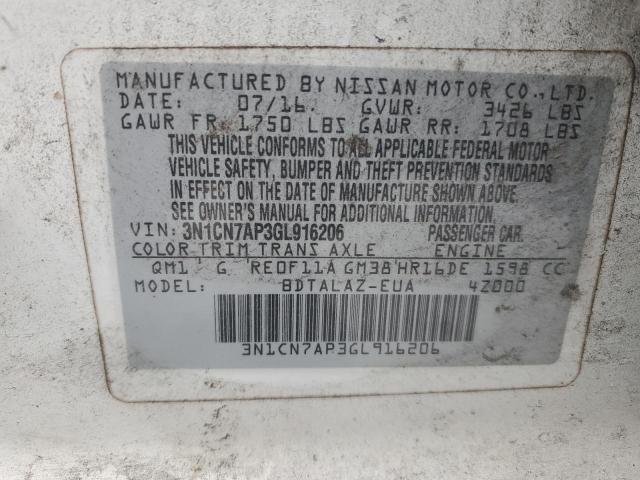 MANUFACTURED BY NISSAN MOTOR CO., LTD.
DATE: 07/16. GVWR: 3426 LBS
GAWR FR: 1750 LBS GAWR RR: 1708 LBS
THIS VEHICLE CONFORMS TO ALL APPLICABLE FEDERAL MOTOR
VEHICLE SAFETY, BUMPER AND THEFT PREVENTION STANDARDS
IN EFFECT ON THE DATE OF MANUFACTURE SHOWN ABOVE.
SEE OWNER'S MANUAL FOR ADDITIONAL INFORMATION.
VIN: 3N1CN7AP3GL916206 PASSENGER CAR.
COLOR TRIM TRANS AXLE ENGINE
QM1 G RE0F11A GM38 HR16DE 1598 CC
MODEL: BDTALAZ-EUA 4Z000
3N1CN7AP3GL916206